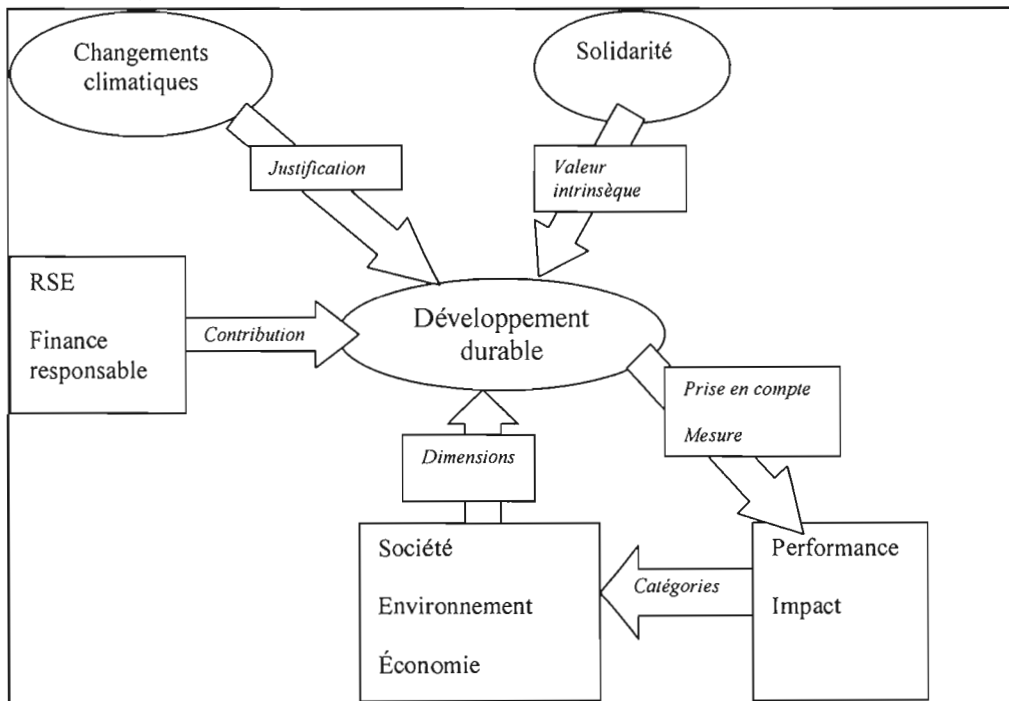 Changements
climatiques
Solidarité
Justification
Valeur
intrinsèque
RSE
Finance
responsable
Contribution
Développement
durable
Prise en compte
Mesure
Dimensions
Société
Environnement
Économie
Catégories
Performance
Impact